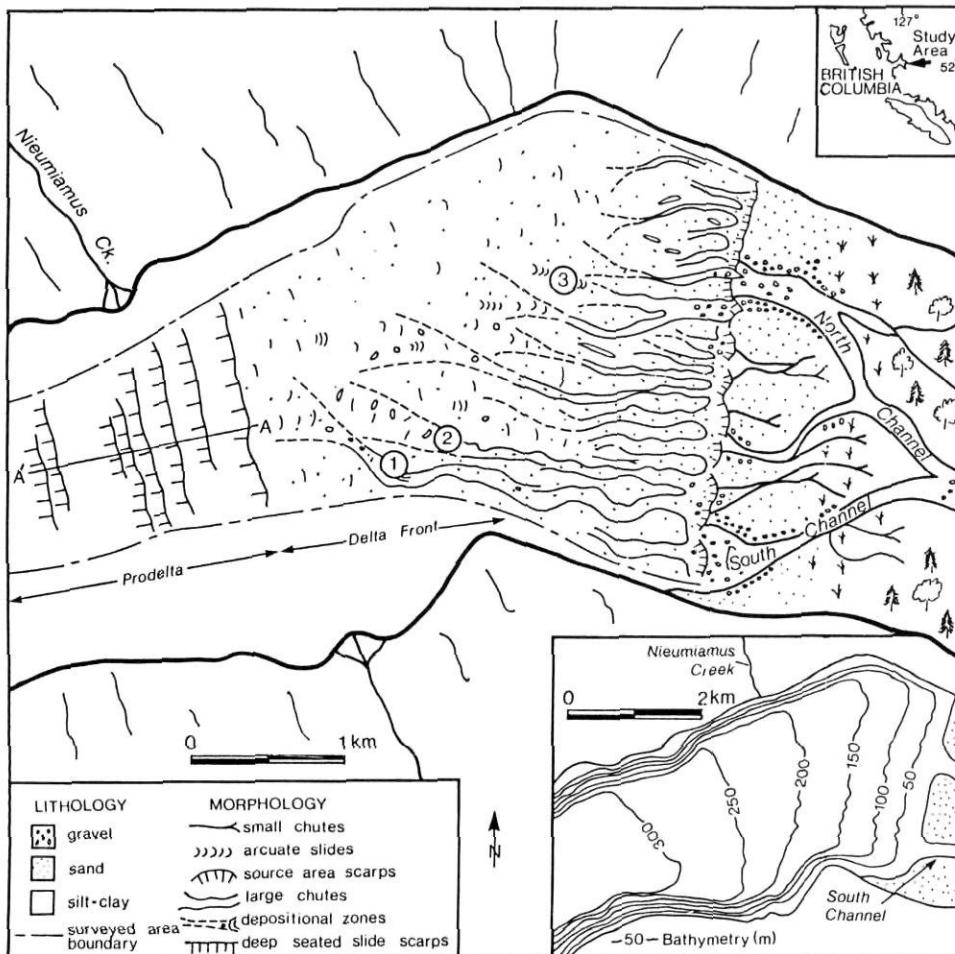 127°
Study
Area
52
BRITISH
COLUMBIA
Nieumiamus
Ck.
3
North
Channel
2
1
A
A'
South
Channel
Delta Front
Prodelta
0 1 km
N
Nieumiamus
Creek
0 2 km
300
250
200
150
100
50
South
Channel
–50– Bathymetry (m)
LITHOLOGY
gravel
sand
silt-clay
surveyed area
boundary
MORPHOLOGY
small chutes
arcuate slides
source area scarps
large chutes
depositional zones
deep seated slide scarps